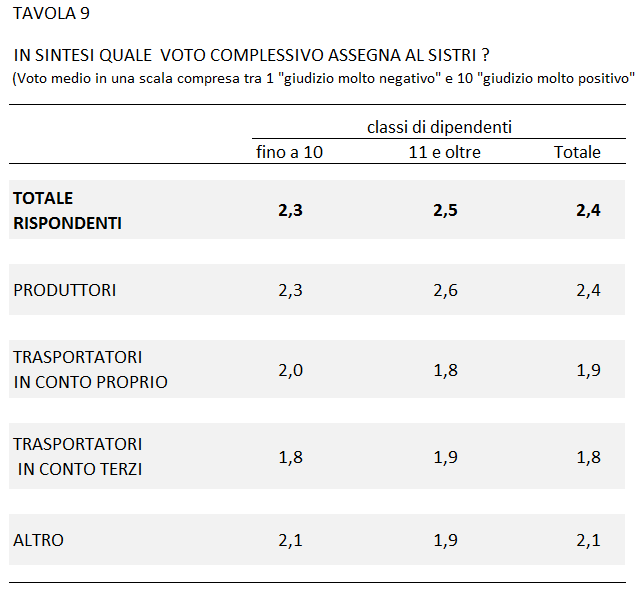 TAVOLA 9
IN SINTESI QUALE VOTO COMPLESSIVO ASSEGNA AL SISTRI ?
(Voto medio in una scala compresa tra 1 "giudizio molto negativo" e 10 "giudizio molto positivo"
classi di dipendenti
fino a 10 11 e oltre Totale
TOTALE
RISPONDENTI 2,3 2,5 2,4
PRODUTTORI 2,3 2,6 2,4
TRASPORTATORI
IN CONTO PROPRIO 2,0 1,8 1,9
TRASPORTATORI
IN CONTO TERZI 1,8 1,9 1,8
ALTRO 2,1 1,9 2,1